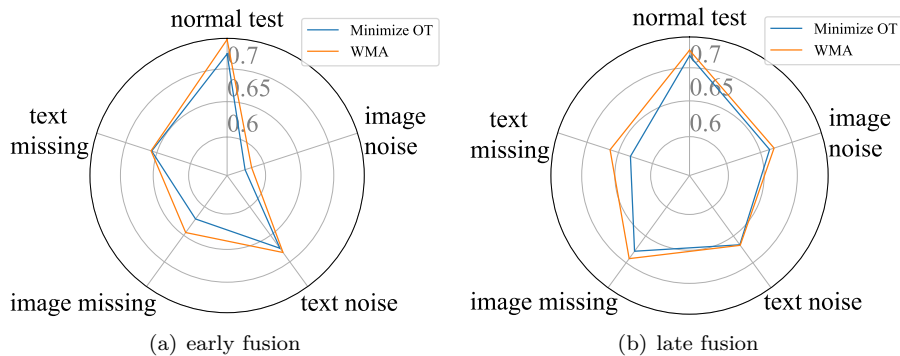 normal test
Minimize OT
WMA
0.7
0.65
0.6
text
missing
image
noise
image missing
text noise
(a) early fusion
normal test
Minimize OT
WMA
0.7
0.65
0.6
text
missing
image
noise
image missing
text noise
(b) late fusion